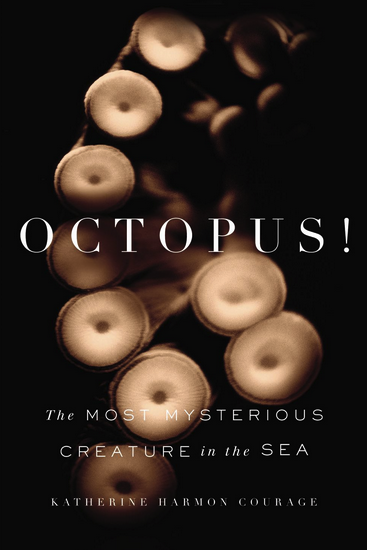 OCTOPUS!
The MOST MYSTERIOUS
CREATURE in the SEA
KATHERINE HARMON COURAGE